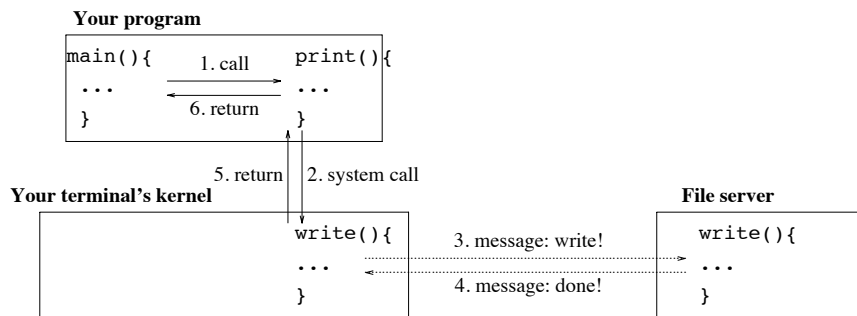 Your program
main(){ print(){
1. call
... ...
6. return
} }
5. return 2. system call
Your terminal's kernel File server
write(){ write(){
3. message: write!
... ...
4. message: done!
} }